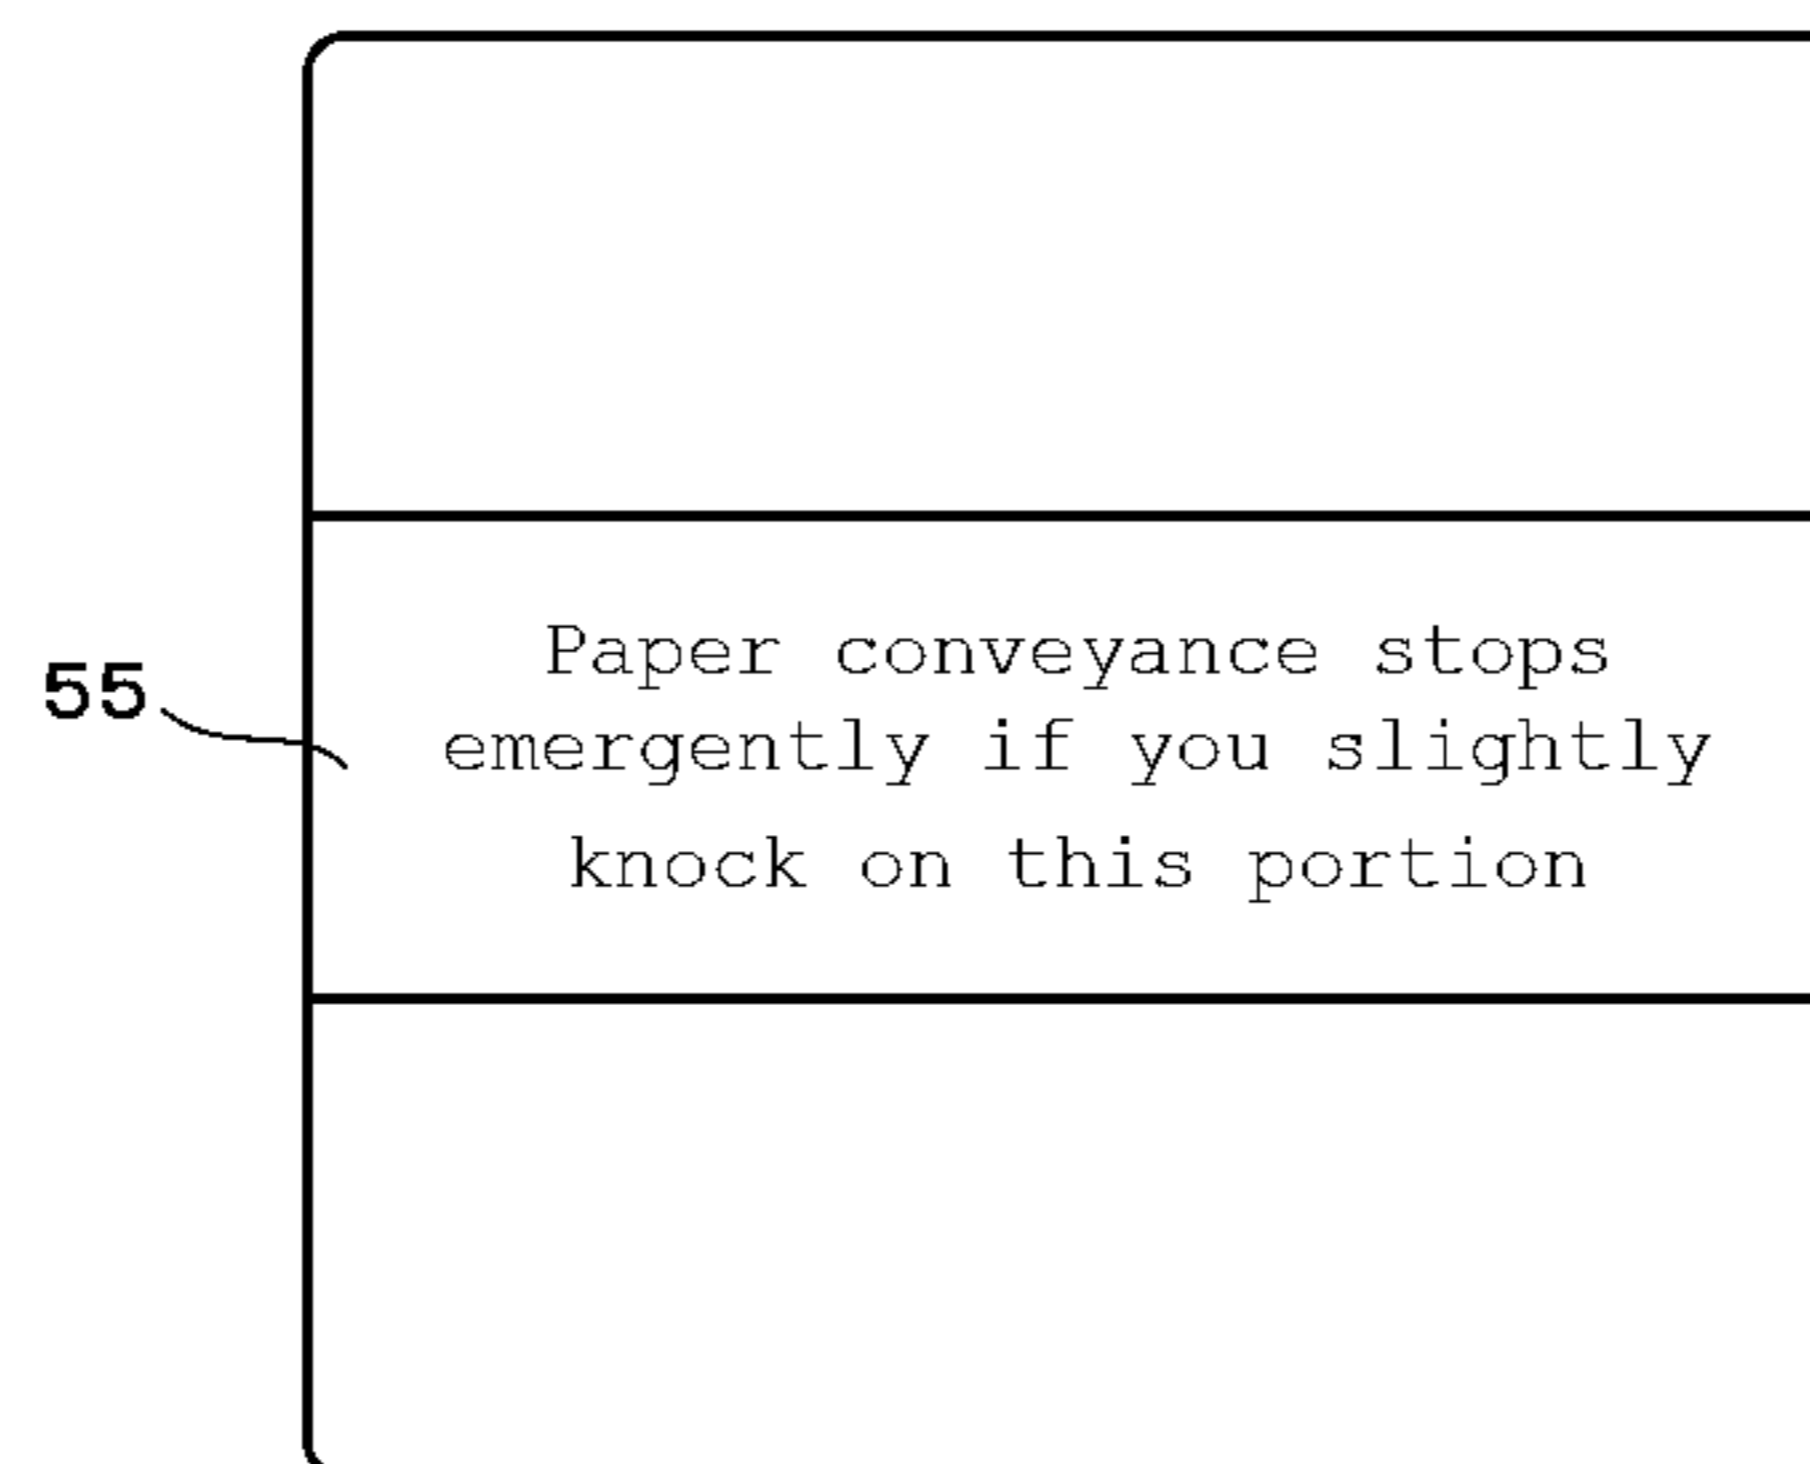 Paper conveyance stops
55
emergently if you slightly
knock on this portion